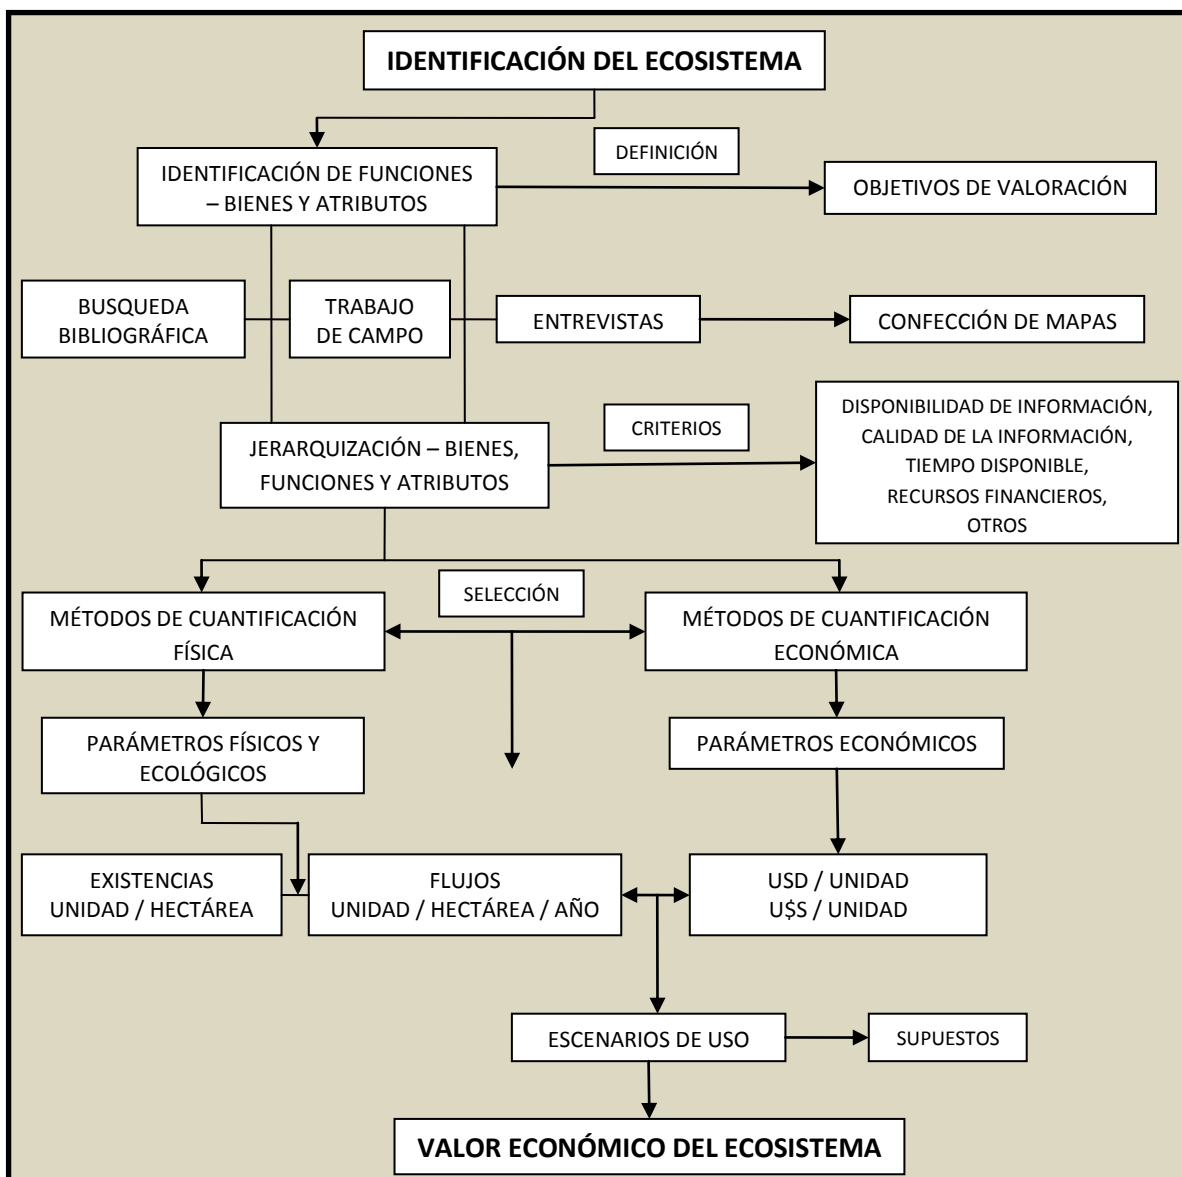 IDENTIFICACIÓN DEL ECOSISTEMA
DEFINICIÓN
IDENTIFICACIÓN DE FUNCIONES
– BIENES Y ATRIBUTOS
OBJETIVOS DE VALORACIÓN
BUSQUEDA
BIBLIOGRÁFICA
TRABAJO
DE CAMPO
ENTREVISTAS
CONFECCIÓN DE MAPAS
JERARQUIZACIÓN – BIENES,
FUNCIONES Y ATRIBUTOS
CRITERIOS
DISPONIBILIDAD DE INFORMACIÓN,
CALIDAD DE LA INFORMACIÓN,
TIEMPO DISPONIBLE,
RECURSOS FINANCIEROS,
OTROS
SELECCIÓN
MÉTODOS DE CUANTIFICACIÓN
FÍSICA
MÉTODOS DE CUANTIFICACIÓN
ECONÓMICA
PARÁMETROS FÍSICOS Y
ECOLÓGICOS
PARÁMETROS ECONÓMICOS
EXISTENCIAS
UNIDAD / HECTÁREA
FLUJOS
UNIDAD / HECTÁREA / AÑO
USD / UNIDAD
U$S / UNIDAD
ESCENARIOS DE USO
SUPUESTOS
VALOR ECONÓMICO DEL ECOSISTEMA